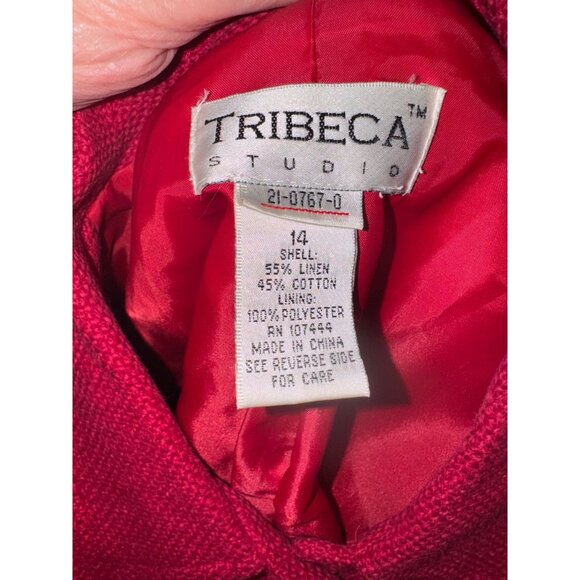 TRIBECA™
STUDIO
21-0767-0
14
SHELL:
55% LINEN
45% COTTON
LINING:
100% POLYESTER
RN 107444
MADE IN CHINA
SEE REVERSE SIDE
FOR CARE